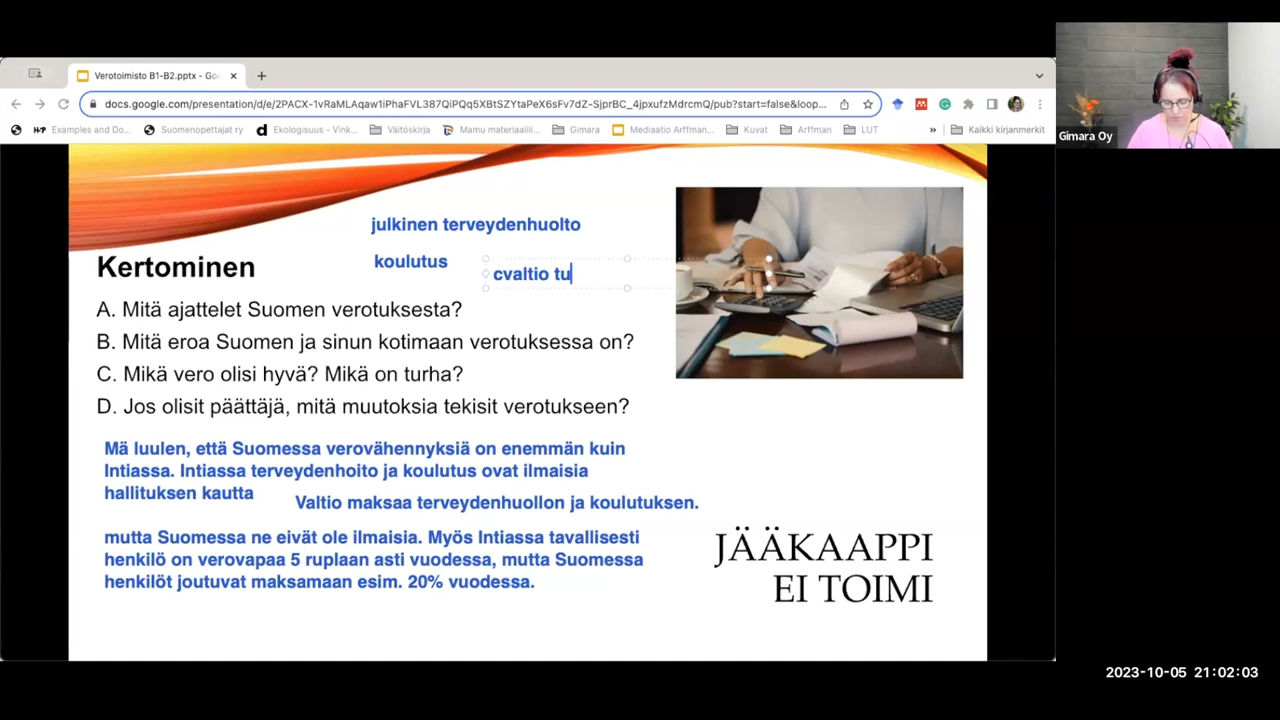 Verotoimisto B1-B2.pptx - Goo
docs.google.com/presentation/d/e/2PACX-1vRaMLAqaw1iPhaFVL387QiPQq5XBtSZYtaPeX6sFv7dZ-SjprBC_4jpxufzMdrcmQ/pub?start=false&loop...
Examples and Do... Suomenopettajat ry Ekologisuus - Vink... Väitöskirja Mamu materiaalili... Gimara Mediaatio Arffman... Kuvat Arffman LUT » Kaikki kirjanmerkit
Gimara Oy
julkinen terveydenhuolto
koulutus
cvaltio tu
Kertominen
A. Mitä ajattelet Suomen verotuksesta?
B. Mitä eroa Suomen ja sinun kotimaan verotuksessa on?
C. Mikä vero olisi hyvä? Mikä on turha?
D. Jos olisit päättäjä, mitä muutoksia tekisit verotukseen?
Mä luulen, että Suomessa verovähennyksiä on enemmän kuin
Intiassa. Intiassa terveydenhoito ja koulutus ovat ilmaisia
hallituksen kautta
Valtio maksaa terveydenhuollon ja koulutuksen.
mutta Suomessa ne eivät ole ilmaisia. Myös Intiassa tavallisesti
henkilö on verovapaa 5 ruplaan asti vuodessa, mutta Suomessa
henkilöt joutuvat maksamaan esim. 20% vuodessa.
JÄÄKAAPPI
EI TOIMI
2023-10-05 21:02:03